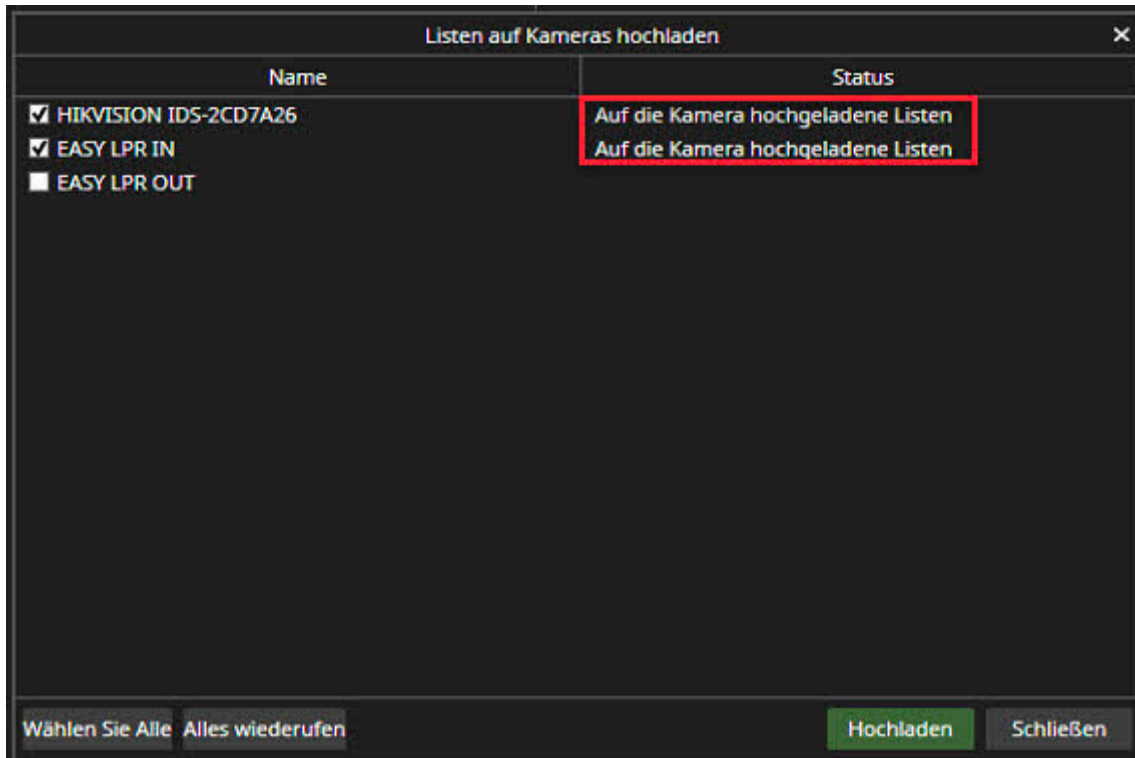 Listen auf Kameras hochladen
Name Status
HIKVISION IDS-2CD7A26 Auf die Kamera hochgeladene Listen
EASY LPR IN Auf die Kamera hochgeladene Listen
EASY LPR OUT
Wählen Sie Alle Alles wiederufen Hochladen Schließen